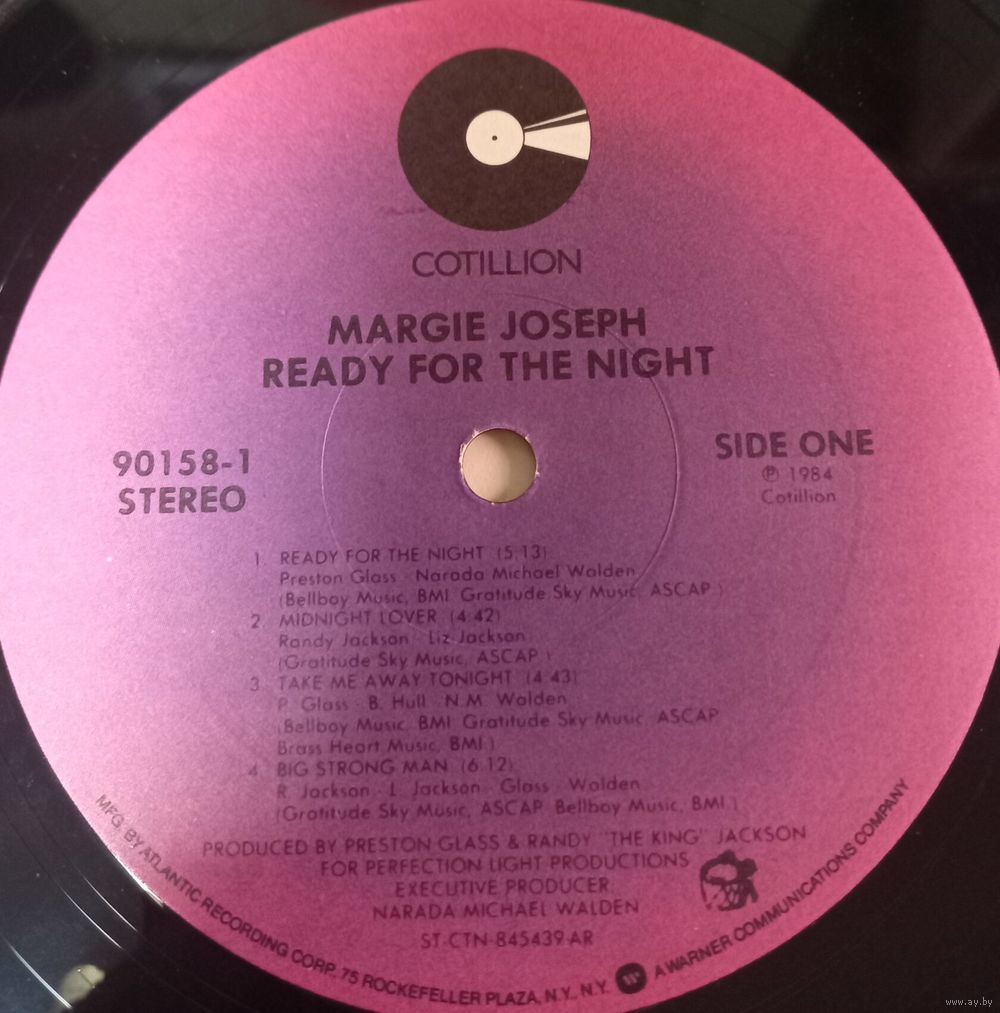 COTILLION
MARGIE JOSEPH
READY FOR THE NIGHT
90158-1
STEREO
SIDE ONE
℗ 1984
Cotillion
1. READY FOR THE NIGHT (5:13)
Preston Glass · Narada Michael Walden
(Bellboy Music, BMI Gratitude Sky Music, ASCAP)
2. MIDNIGHT LOVER (4:42)
Randy Jackson · Liz Jackson
(Gratitude Sky Music, ASCAP)
3. TAKE ME AWAY TONIGHT (4:43)
P. Glass · B. Hull · N.M. Walden
(Bellboy Music, BMI Gratitude Sky Music, ASCAP
Brass Heart Music, BMI)
4. BIG STRONG MAN (6:12)
R. Jackson · L. Jackson · Glass · Walden
(Gratitude Sky Music, ASCAP Bellboy Music, BMI)
PRODUCED BY PRESTON GLASS & RANDY "THE KING" JACKSON
FOR PERFECTION LIGHT PRODUCTIONS
EXECUTIVE PRODUCER
NARADA MICHAEL WALDEN
ST-CTN-845439-AR
MFG. BY ATLANTIC RECORDING CORP. 75 ROCKEFELLER PLAZA, N.Y., N.Y. A WARNER COMMUNICATIONS COMPANY
www.ay.by